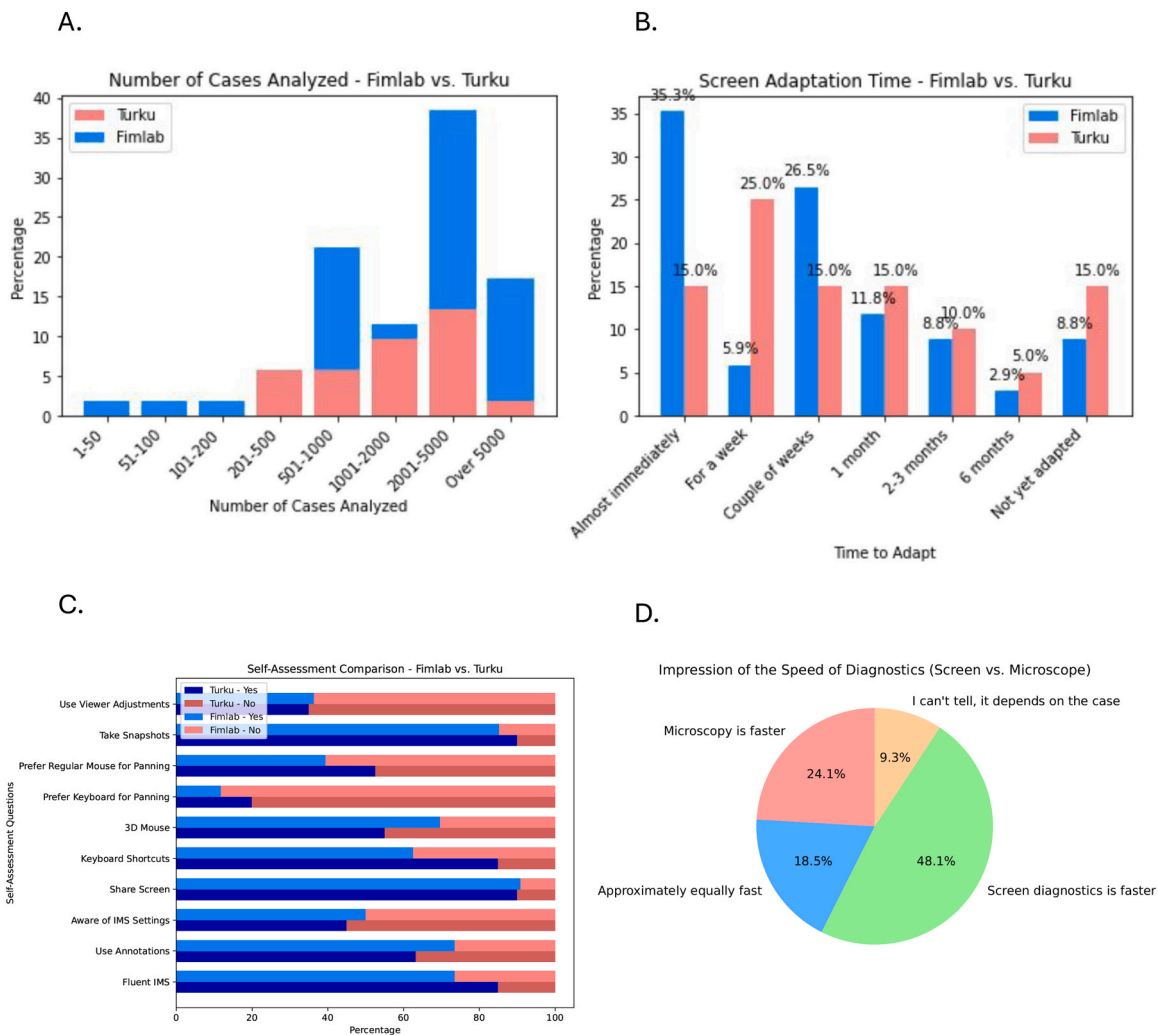 A.
Number of Cases Analyzed - Fimlab vs. Turku
Turku
Fimlab
Percentage
40
35
30
25
20
15
10
5
0
1-50
51-100
101-200
201-500
501-1000
1001-2000
2001-5000
Over 5000
Number of Cases Analyzed
B.
Screen Adaptation Time - Fimlab vs. Turku
Fimlab
Turku
Percentage
35
30
25
20
15
10
5
0
35.3%
15.0%
5.9%
25.0%
26.5%
15.0%
11.8%
15.0%
8.8%
10.0%
2.9%
5.0%
8.8%
15.0%
Almost immediately
For a week
Couple of weeks
1 month
2-3 months
6 months
Not yet adapted
Time to Adapt
C.
Self-Assessment Comparison - Fimlab vs. Turku
Turku - Yes
Turku - No
Fimlab - Yes
Fimlab - No
Self-Assessment Questions
Use Viewer Adjustments
Take Snapshots
Prefer Regular Mouse for Panning
Prefer Keyboard for Panning
3D Mouse
Keyboard Shortcuts
Share Screen
Aware of IMS Settings
Use Annotations
Fluent IMS
0 20 40 60 80 100
Percentage
D.
Impression of the Speed of Diagnostics (Screen vs. Microscope)
I can't tell, it depends on the case
9.3%
Microscopy is faster
24.1%
Approximately equally fast
18.5%
48.1%
Screen diagnostics is faster